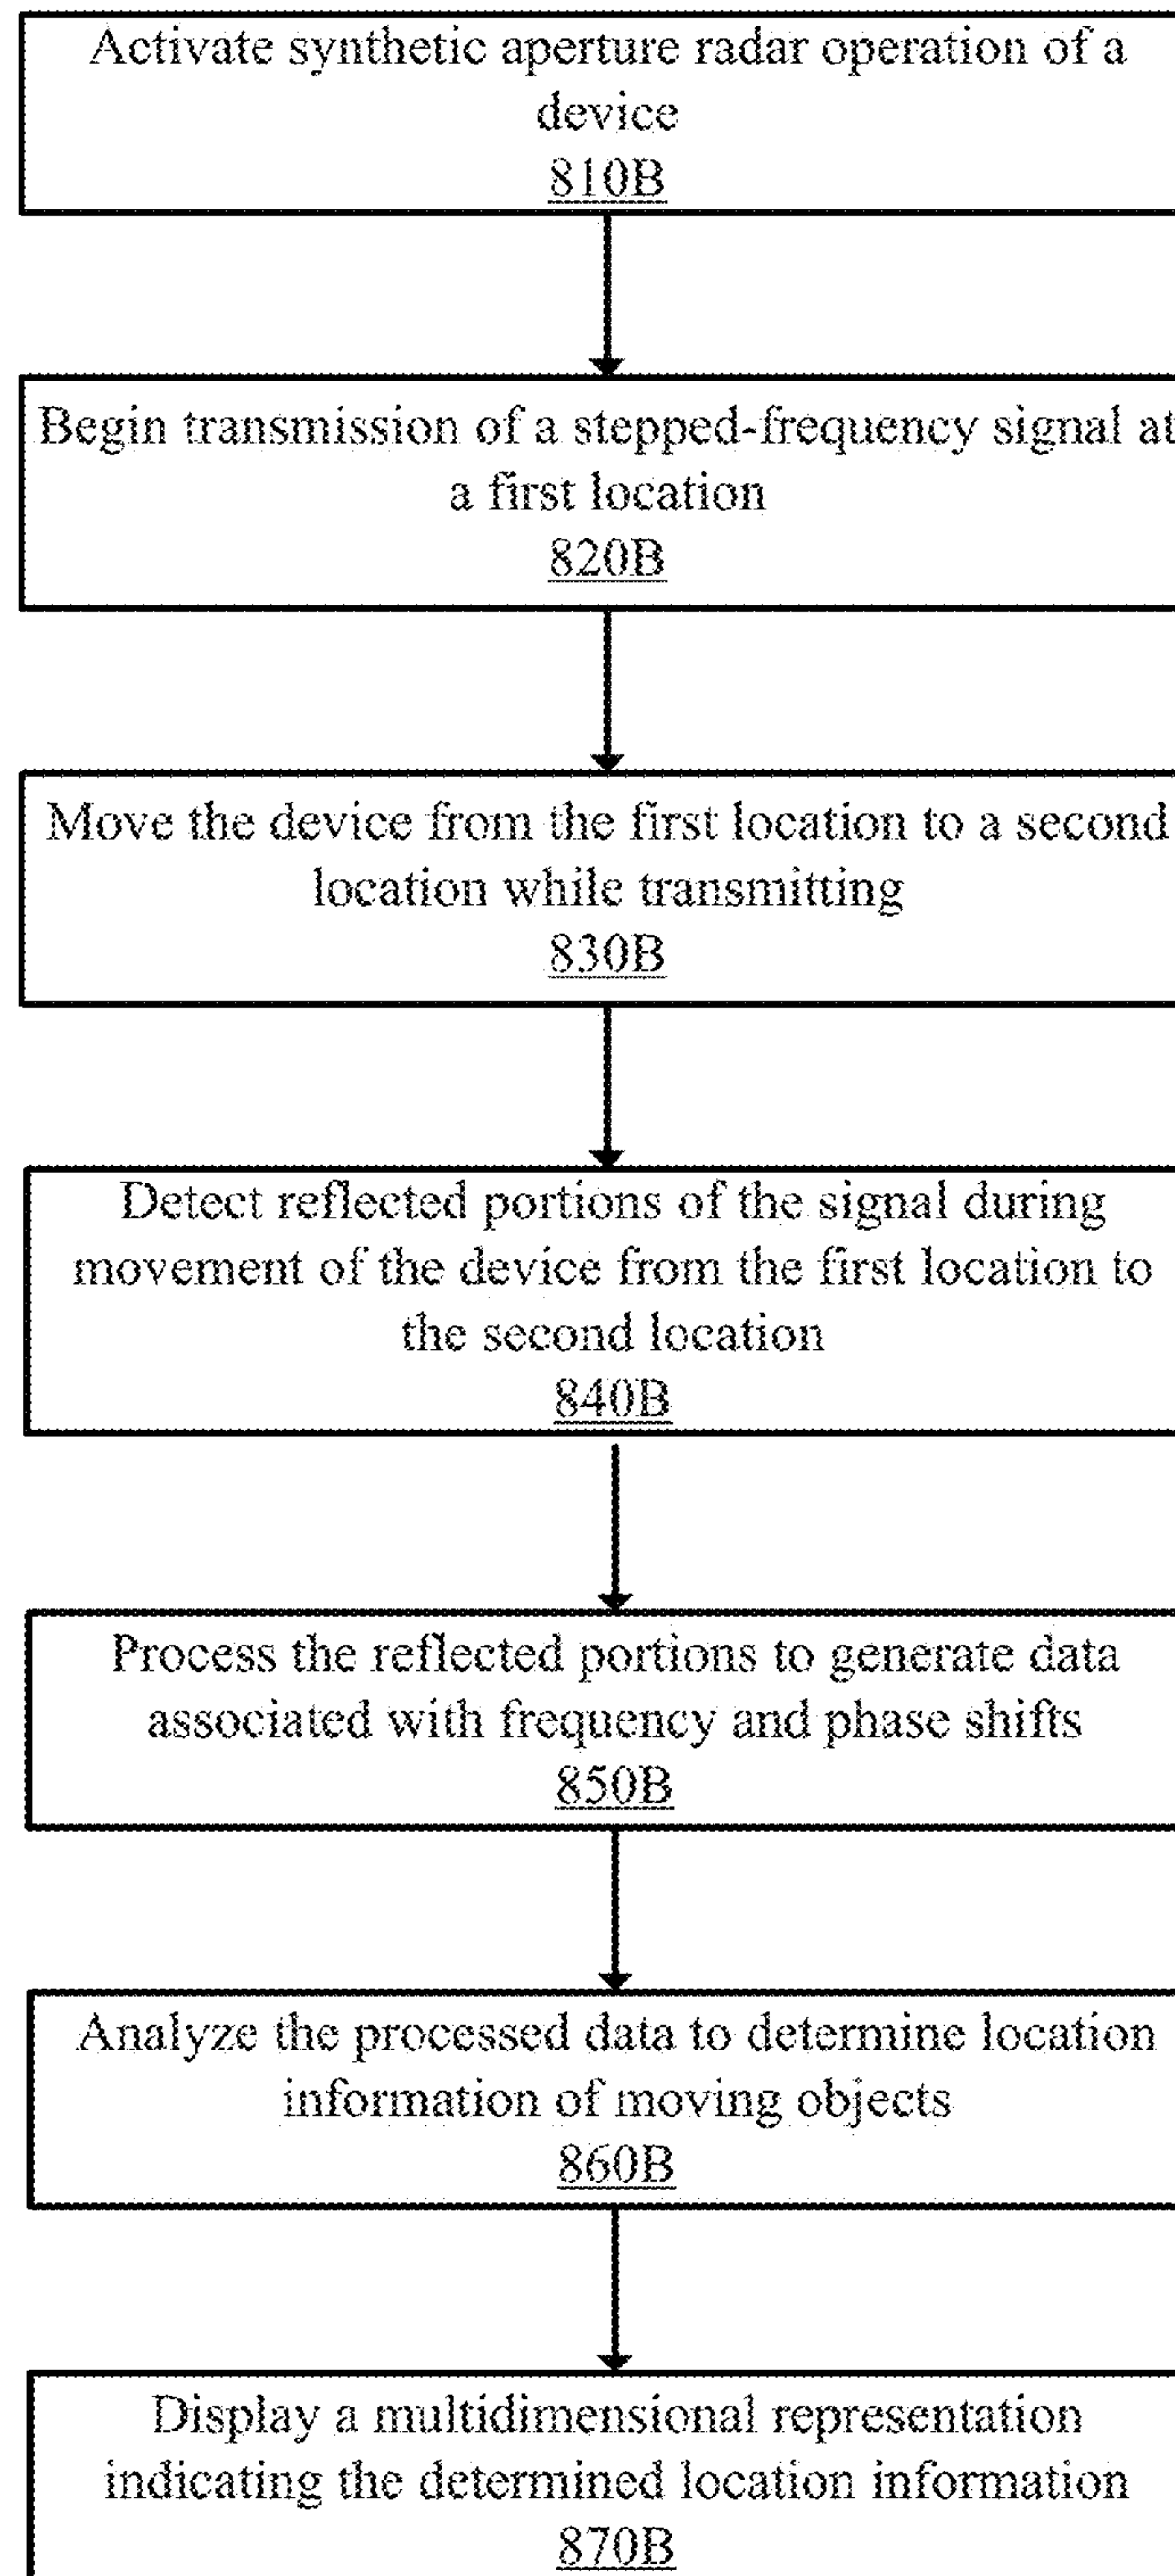 Activate synthetic aperture radar operation of a
device
810B
Begin transmission of a stepped-frequency signal at
a first location
820B
Move the device from the first location to a second
location while transmitting
830B
Detect reflected portions of the signal during
movement of the device from the first location to
the second location
840B
Process the reflected portions to generate data
associated with frequency and phase shifts
850B
Analyze the processed data to determine location
information of moving objects
860B
Display a multidimensional representation
indicating the determined location information
870B